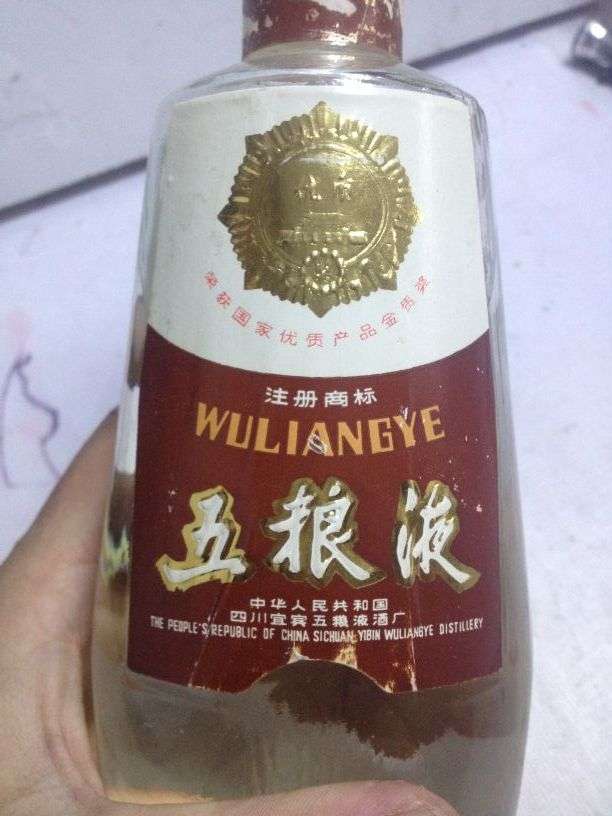 荣获国家优质产品金质奖
注册商标
WULIANGYE
五粮液
中华人民共和国
四川宜宾五粮液酒厂
THE PEOPLE'S REPUBLIC OF CHINA SICHUAN YIBIN WULIANGYE DISTILLERY